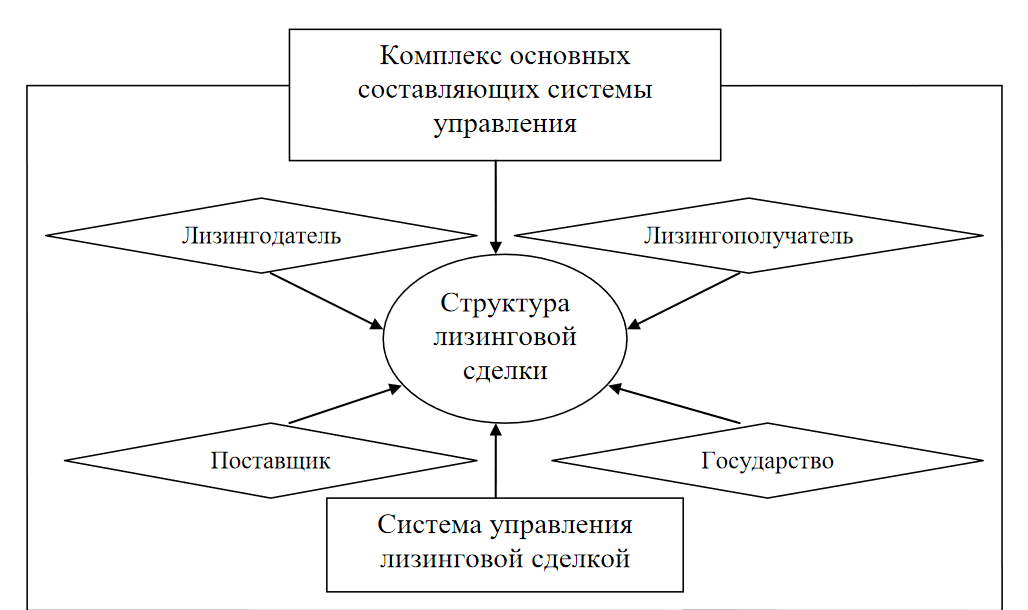 Комплекс основных
составляющих системы
управления
Лизингодатель
Лизингополучатель
Структура
лизинговой
сделки
Поставщик
Государство
Система управления
лизинговой сделкой